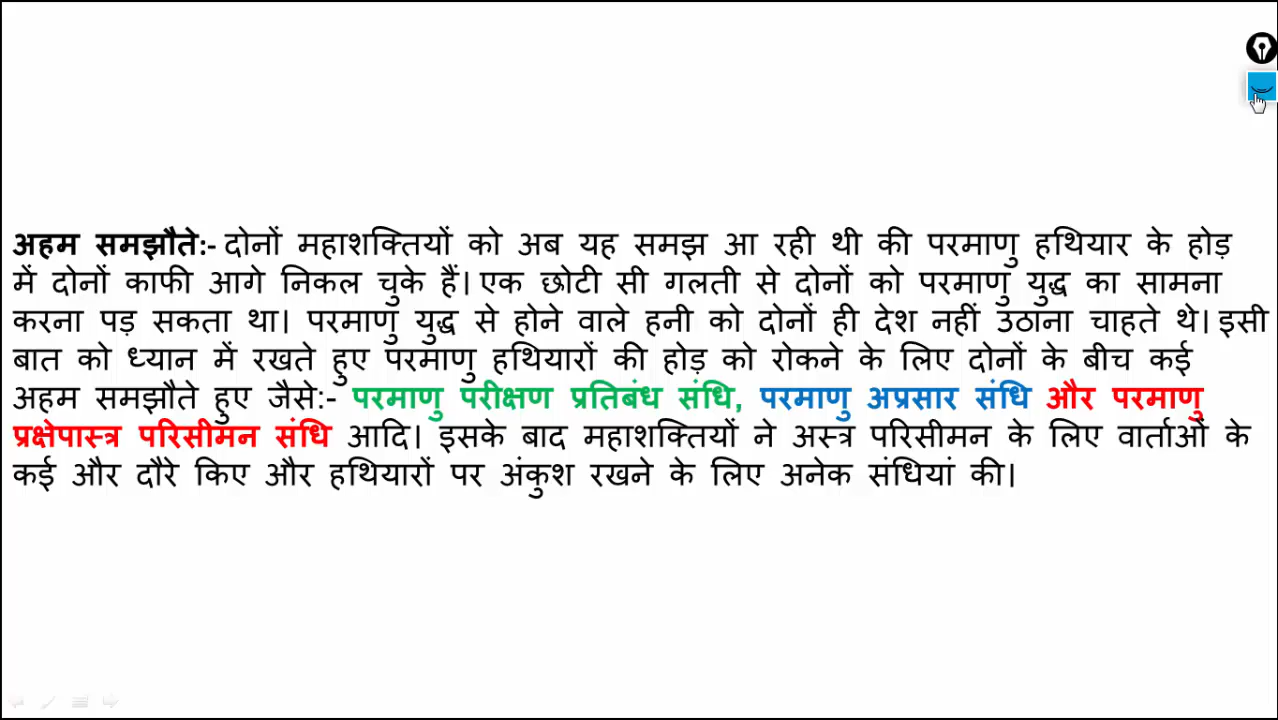 अहम समझौते:- दोनों महाशक्तियों को अब यह समझ आ रही थी की परमाणु हथियार के होड़
में दोनों काफी आगे निकल चुके हैं। एक छोटी सी गलती से दोनों को परमाणु युद्ध का सामना
करना पड़ सकता था। परमाणु युद्ध से होने वाले हनी को दोनों ही देश नहीं उठाना चाहते थे। इसी
बात को ध्यान में रखते हुए परमाणु हथियारों की होड़ को रोकने के लिए दोनों के बीच कई
अहम समझौते हुए जैसे:- परमाणु परीक्षण प्रतिबंध संधि, परमाणु अप्रसार संधि और परमाणु
प्रक्षेपास्त्र परिसीमन संधि आदि। इसके बाद महाशक्तियों ने अस्त्र परिसीमन के लिए वार्ताओं के
कई और दौरे किए और हथियारों पर अंकुश रखने के लिए अनेक संधियां की।